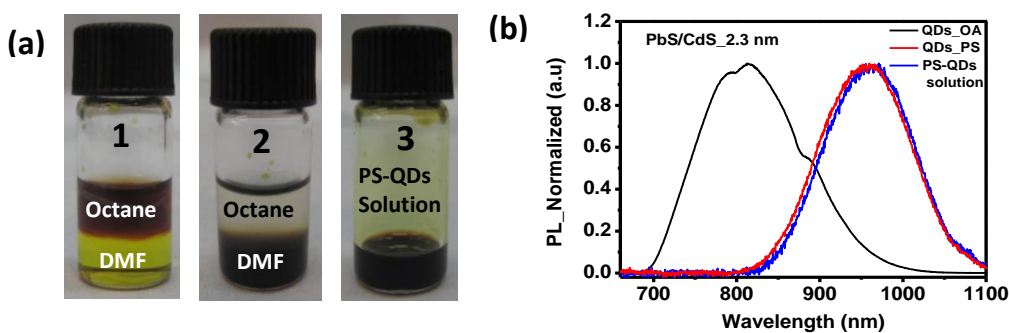 (a)
1
Octane
DMF
2
Octane
DMF
3
PS-QDs
Solution
(b)
PbS/CdS_2.3 nm
QDs_OA
QDs_PS
PS-QDs
solution
PL_Normalized (a.u)
1.2
1.0
0.8
0.6
0.4
0.2
0.0
700 800 900 1000 1100
Wavelength (nm)